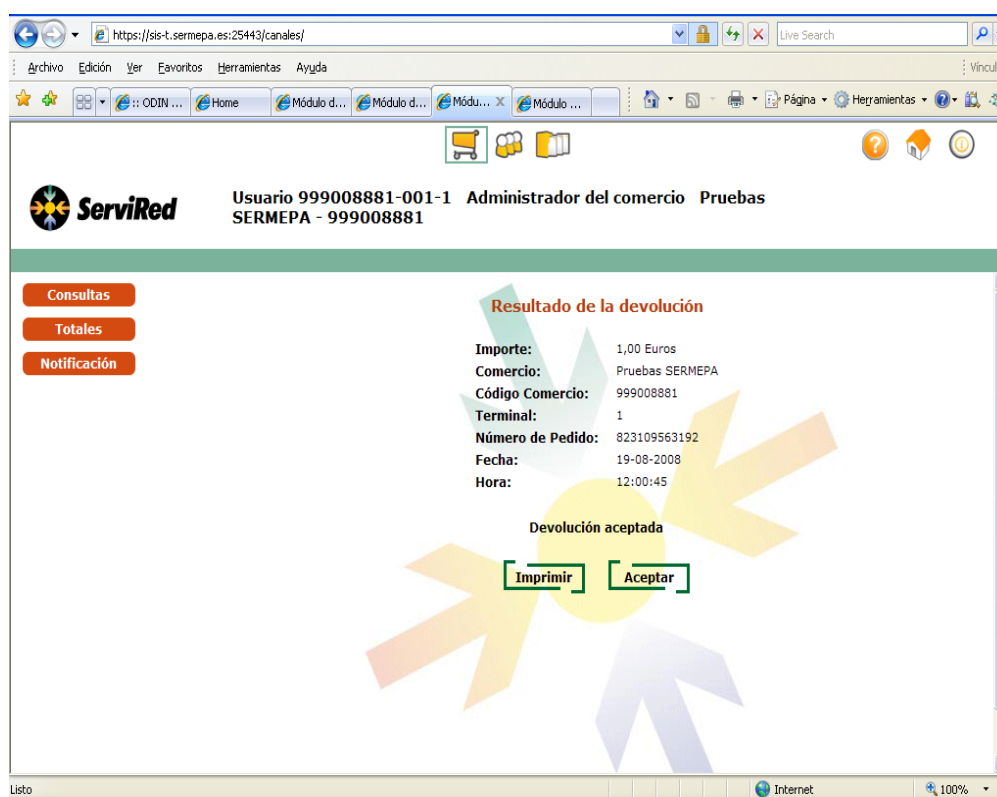 https://sis-t.sermepa.es:25443/canales/
Live Search
Archivo Edición Ver Favoritos Herramientas Ayuda
:: ODIN ... Home Módulo d... Módulo d... Módu... Módulo ... Página Herramientas
ServiRed
Usuario 999008881-001-1 Administrador del comercio Pruebas
SERMEPA - 999008881
Consultas
Totales
Notificación
Resultado de la devolución
Importe: 1,00 Euros
Comercio: Pruebas SERMEPA
Código Comercio: 999008881
Terminal: 1
Número de Pedido: 823109563192
Fecha: 19-08-2008
Hora: 12:00:45
Devolución aceptada
Imprimir Aceptar
Listo Internet 100%